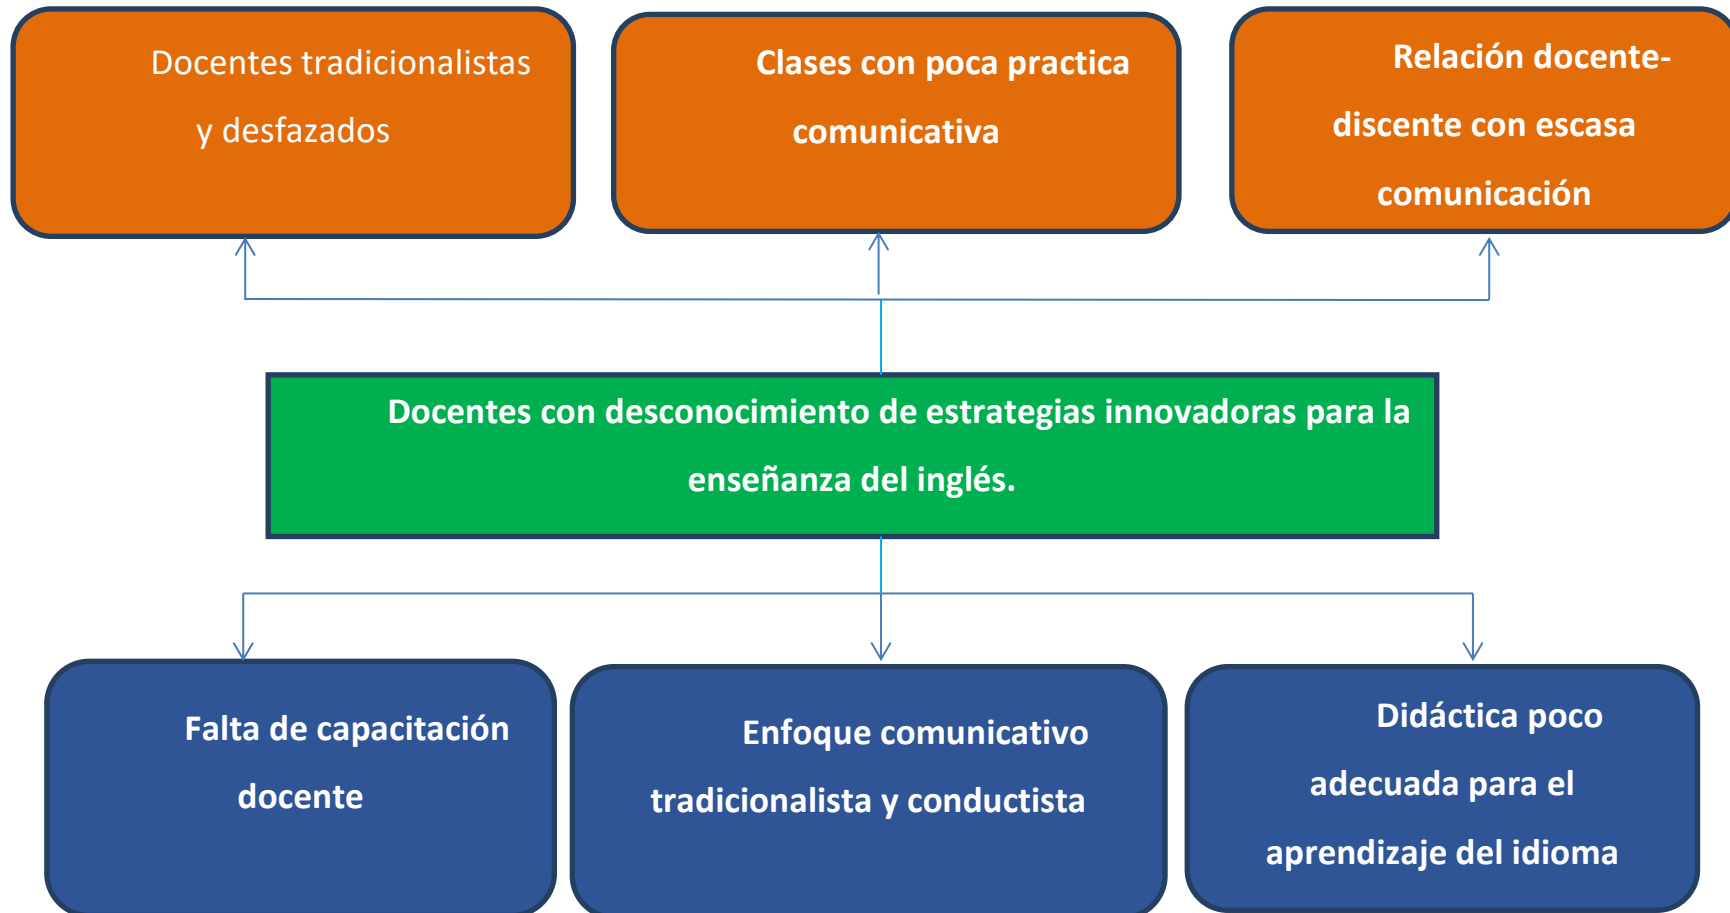 Docentes tradicionalistas
y desfazados
Clases con poca practica
comunicativa
Relación docente-
discente con escasa
comunicación
Docentes con desconocimiento de estrategias innovadoras para la
enseñanza del inglés.
Falta de capacitación
docente
Enfoque comunicativo
tradicionalista y conductista
Didáctica poco
adecuada para el
aprendizaje del idioma